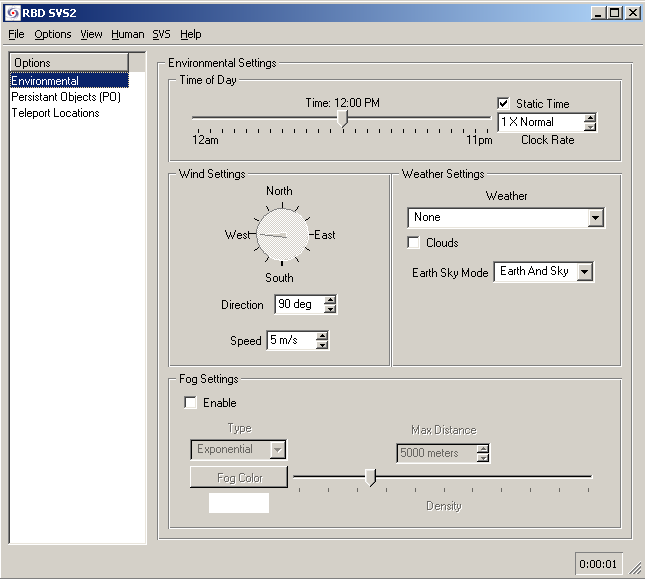 RBD SVS2
File Options View Human SVS Help
Options
Environmental
Persistant Objects (PO)
Teleport Locations
Environmental Settings
Time of Day
Time: 12:00 PM
12am
11pm
Static Time
1 X Normal
Clock Rate
Wind Settings
North
West
East
South
Direction 90 deg
Speed 5 m/s
Weather Settings
Weather
None
Clouds
Earth Sky Mode Earth And Sky
Fog Settings
Enable
Type
Exponential
Fog Color
Max Distance
5000 meters
Density
0:00:01